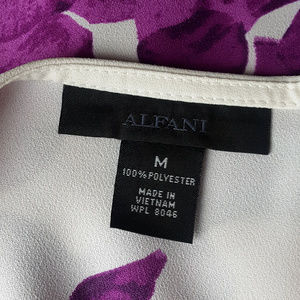 ALFANI
M
100% POLYESTER
MADE IN
VIETNAM
WPL 8046